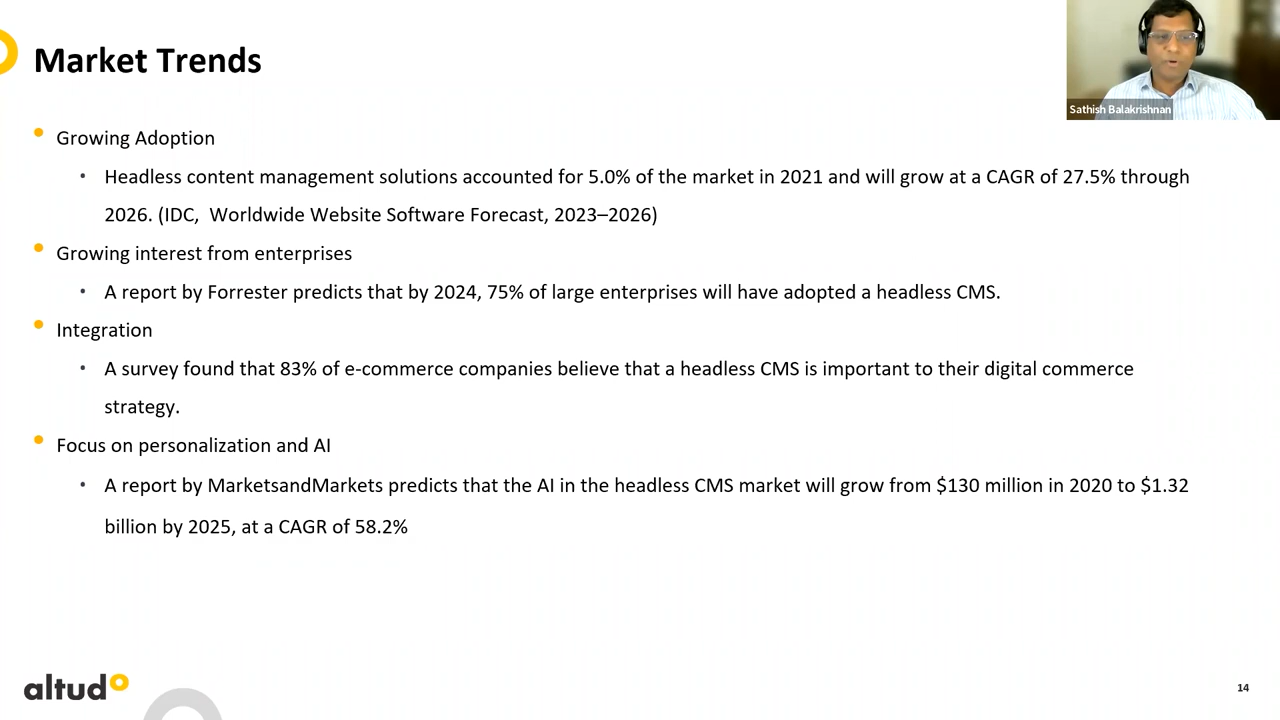 Market Trends
Sathish Balakrishnan
• Growing Adoption
• Headless content management solutions accounted for 5.0% of the market in 2021 and will grow at a CAGR of 27.5% through
2026. (IDC,  Worldwide Website Software Forecast, 2023–2026)
• Growing interest from enterprises
• A report by Forrester predicts that by 2024, 75% of large enterprises will have adopted a headless CMS.
• Integration
• A survey found that 83% of e-commerce companies believe that a headless CMS is important to their digital commerce
strategy.
• Focus on personalization and AI
• A report by MarketsandMarkets predicts that the AI in the headless CMS market will grow from $130 million in 2020 to $1.32
billion by 2025, at a CAGR of 58.2%
altudo
14